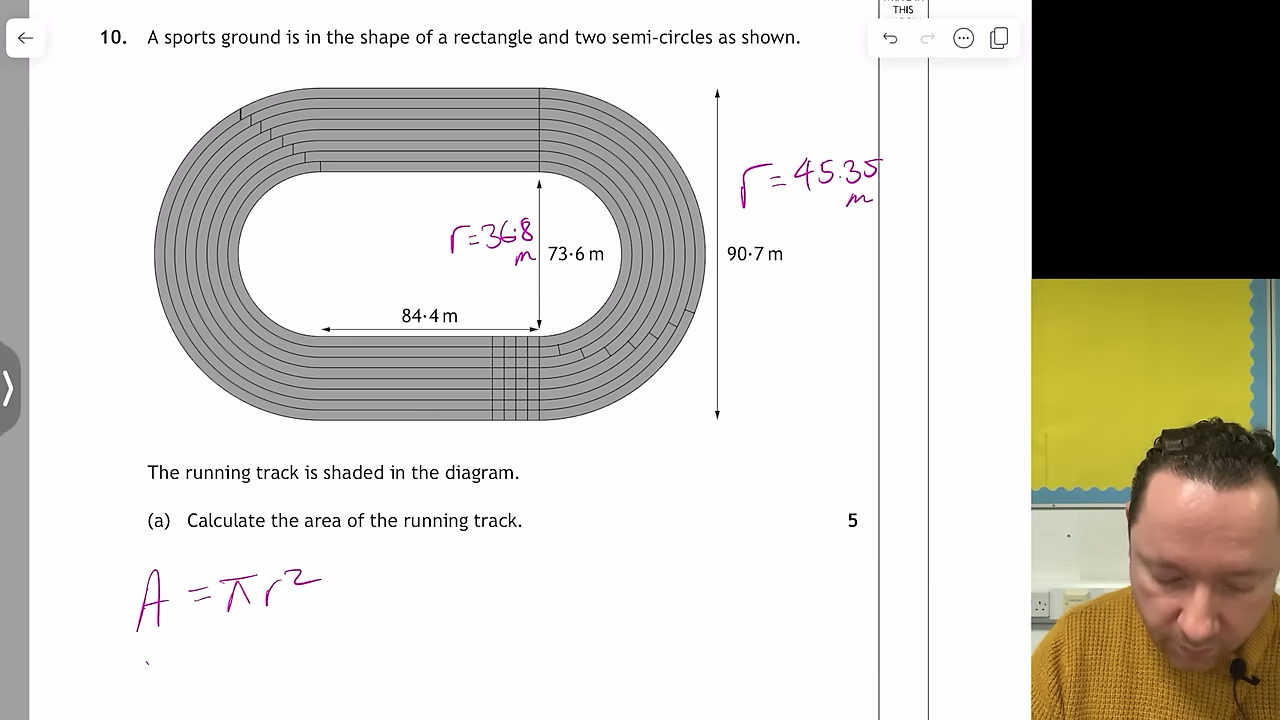 THIS
10. A sports ground is in the shape of a rectangle and two semi-circles as shown.
r = 45.35
m
r = 36.8
m
73·6 m
90·7 m
84·4 m
The running track is shaded in the diagram.
(a) Calculate the area of the running track. 5
A = πr²